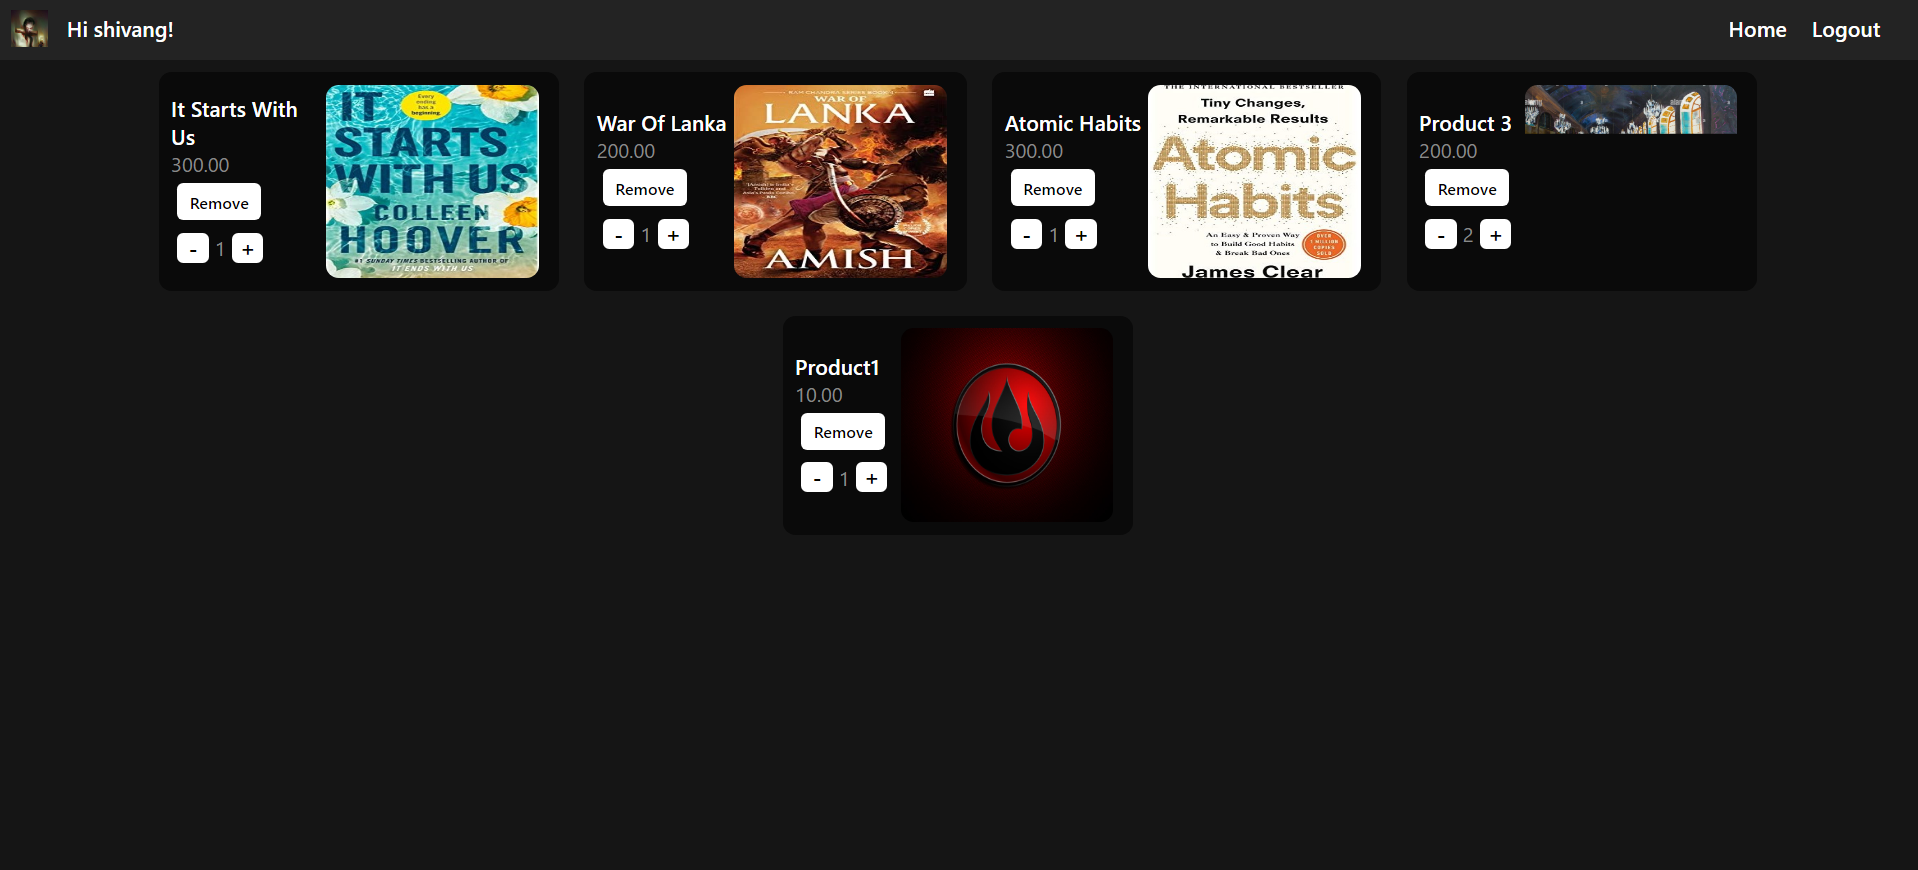 Hi shivang!
Home
Logout
It Starts With
Us
300.00
Remove
- 1 +
Every
ending
has a
beginning
IT
STARTS
WITH US
COLLEEN
HOOVER
#1 SUNDAY TIMES BESTSELLING AUTHOR OF
IT ENDS WITH US
War Of Lanka
200.00
Remove
- 1 +
RAM CHANDRA SERIES
WAR OF
LANKA
AMISH
Atomic Habits
300.00
Remove
- 1 +
THE INTERNATIONAL BESTSELLER
Tiny Changes,
Remarkable Results
Atomic
Habits
An Easy & Proven Way
to Build Good Habits
& Break Bad Ones
OVER
1 MILLION
COPIES
SOLD
James Clear
Product 3
200.00
Remove
- 2 +
Product1
10.00
Remove
- 1 +